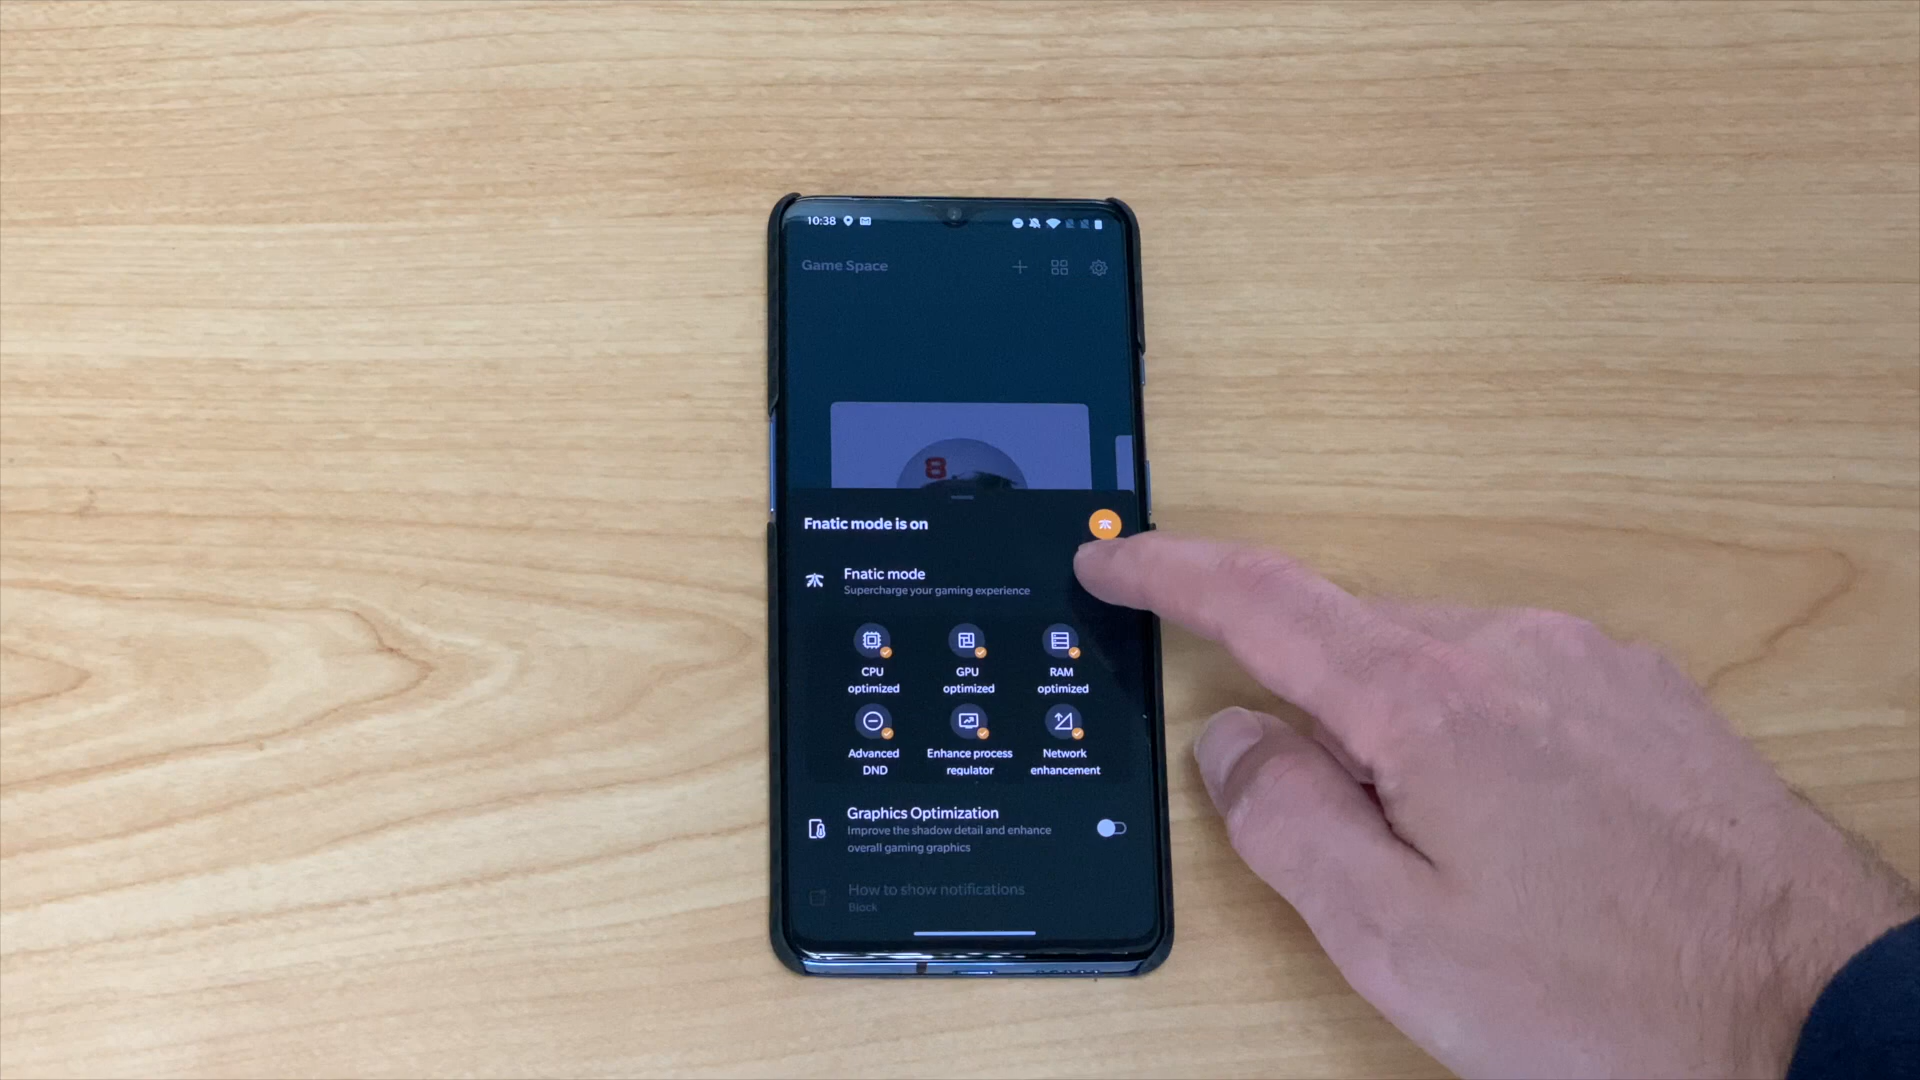 10:38
Game Space
8
Fnatic mode is on
Fnatic mode
Supercharge your gaming experience
CPU optimized
GPU optimized
RAM optimized
Advanced DND
Enhance process regulator
Network enhancement
Graphics Optimization
Improve the shadow detail and enhance
overall gaming graphics
How to show notifications
Block